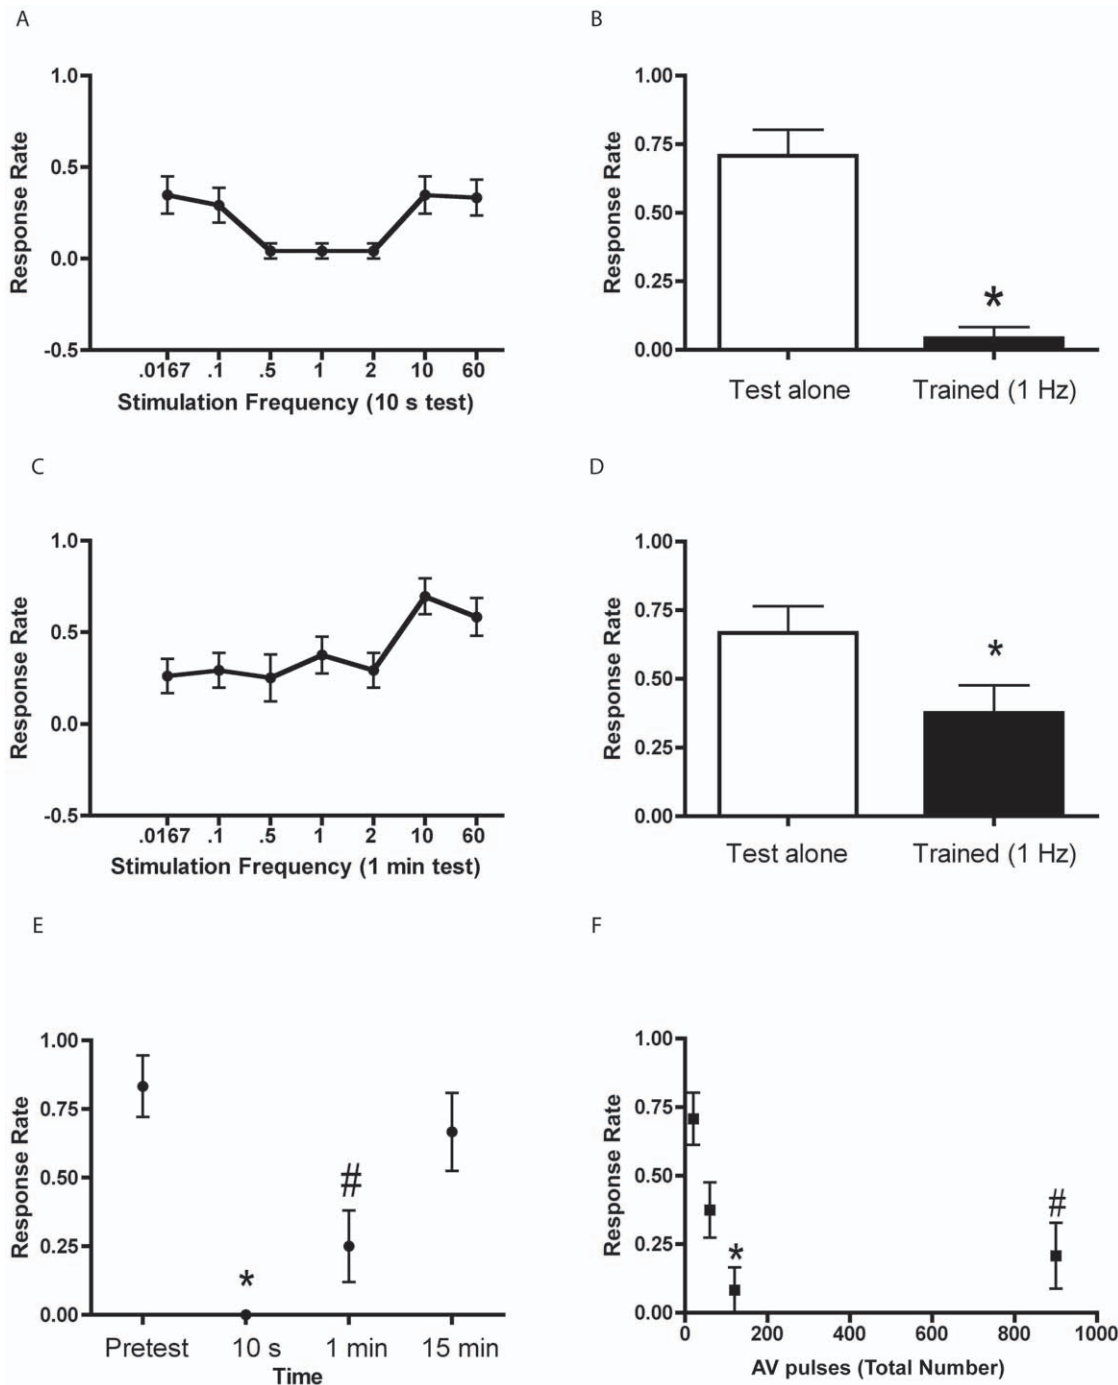 A
1.0
0.5
0.0
-0.5
Response Rate
.0167 .1 .5 1 2 10 60
Stimulation Frequency (10 s test)
B
1.00
0.75
0.50
0.25
0.00
Response Rate
*
Test alone Trained (1 Hz)
C
1.0
0.5
0.0
-0.5
Response Rate
.0167 .1 .5 1 2 10 60
Stimulation Frequency (1 min test)
D
1.00
0.75
0.50
0.25
0.00
Response Rate
*
Test alone Trained (1 Hz)
E
1.00
0.75
0.50
0.25
0.00
Response Rate
*
#
Pretest 10 s 1 min 15 min
Time
F
1.00
0.75
0.50
0.25
0.00
Response Rate
*
#
0 200 400 600 800 1000
AV pulses (Total Number)